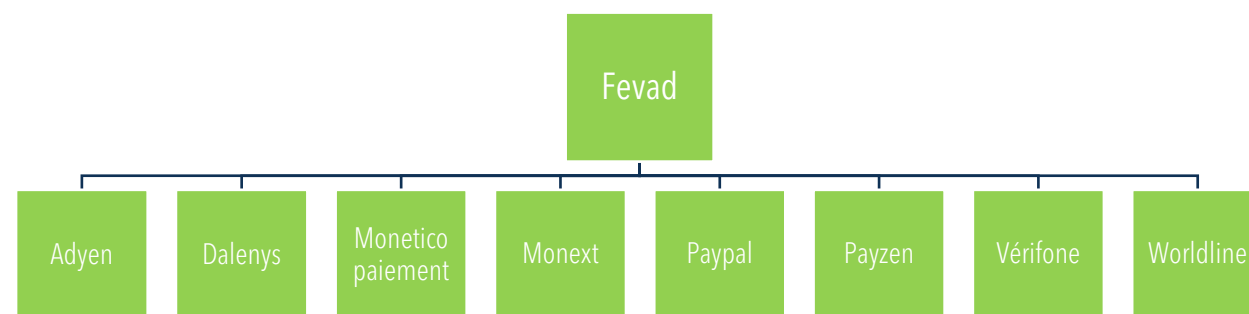 Fevad
Adyen
Dalenys
Monetico
paiement
Monext
Paypal
Payzen
Vérifone
Worldline